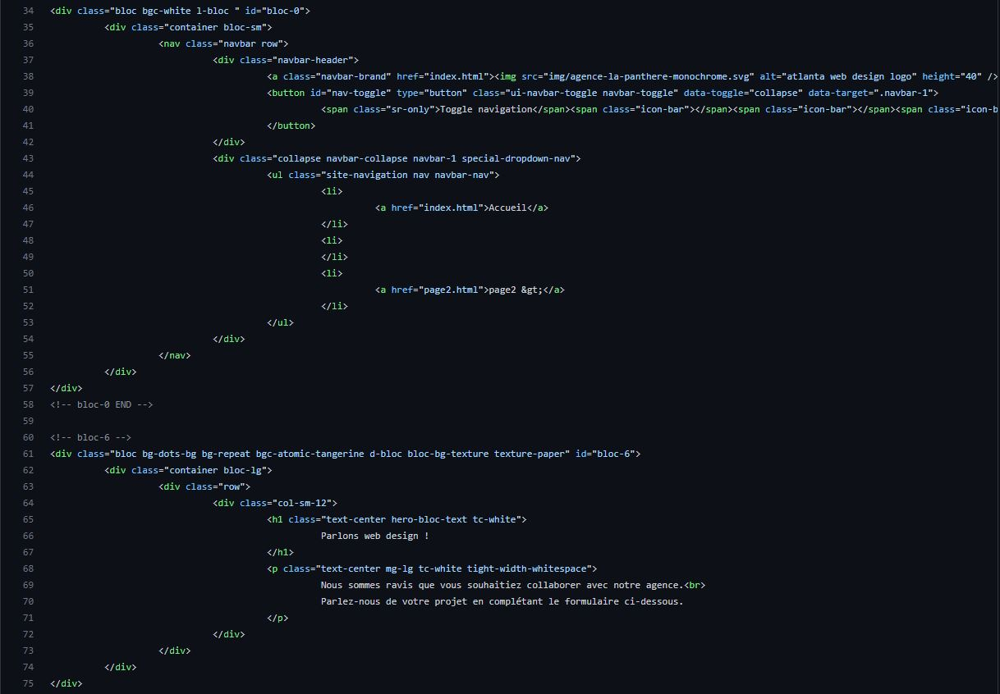 34 <div class="bloc bgc-white l-bloc " id="bloc-0">
35 <div class="container bloc-sm">
36 <nav class="navbar row">
37 <div class="navbar-header">
38 <a class="navbar-brand" href="index.html"><img src="img/agence-la-panthere-monochrome.svg" alt="atlanta web design logo" height="40" />
39 <button id="nav-toggle" type="button" class="ui-navbar-toggle navbar-toggle" data-toggle="collapse" data-target=".navbar-1">
40 <span class="sr-only">Toggle navigation</span><span class="icon-bar"></span><span class="icon-bar"></span><span class="icon-b
41 </button>
42 </div>
43 <div class="collapse navbar-collapse navbar-1 special-dropdown-nav">
44 <ul class="site-navigation nav navbar-nav">
45 <li>
46 <a href="index.html">Accueil</a>
47 </li>
48 <li>
49 </li>
50 <li>
51 <a href="page2.html">page2 &gt;</a>
52 </li>
53 </ul>
54 </div>
55 </nav>
56 </div>
57 </div>
58 <!-- bloc-0 END -->
59
60 <!-- bloc-6 -->
61 <div class="bloc bg-dots-bg bg-repeat bgc-atomic-tangerine d-bloc bloc-bg-texture texture-paper" id="bloc-6">
62 <div class="container bloc-lg">
63 <div class="row">
64 <div class="col-sm-12">
65 <h1 class="text-center hero-bloc-text tc-white">
66 Parlons web design !
67 </h1>
68 <p class="text-center mg-lg tc-white tight-width-whitespace">
69 Nous sommes ravis que vous souhaitiez collaborer avec notre agence.<br>
70 Parlez-nous de votre projet en complétant le formulaire ci-dessous.
71 </p>
72 </div>
73 </div>
74 </div>
75 </div>